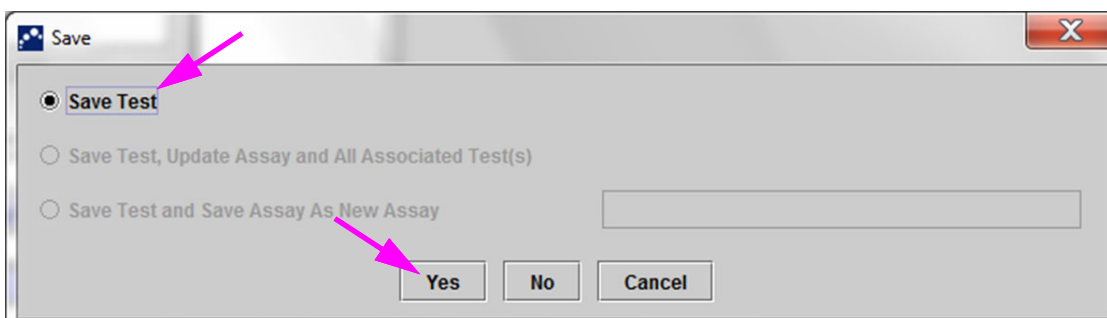 Save
Save Test
Save Test, Update Assay and All Associated Test(s)
Save Test and Save Assay As New Assay
Yes No Cancel